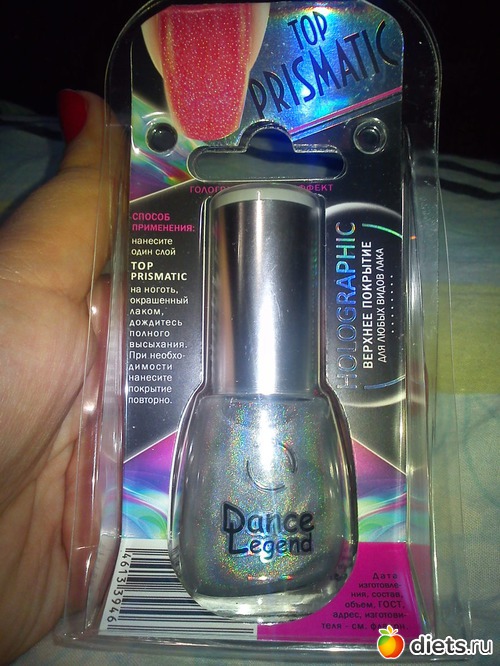 TOP
PRISMATIC
ГОЛОГРА
ФФЕКТ
СПОСОБ
ПРИМЕНЕНИЯ:
нанесите
один слой
TOP
PRISMATIC
на ноготь,
окрашенный
лаком,
дождитесь
полного
высыхания.
При необхо-
димости
нанесите
покрытие
повторно.
HOLOGRAPHIC
ВЕРХНЕЕ ПОКРЫТИЕ
ДЛЯ ЛЮБЫХ ВИДОВ ЛАКА
Dance
Legend
Дата
изготовле-
ния, состав,
объем, ГОСТ,
адрес, изготови-
теля - см.
diets.ru